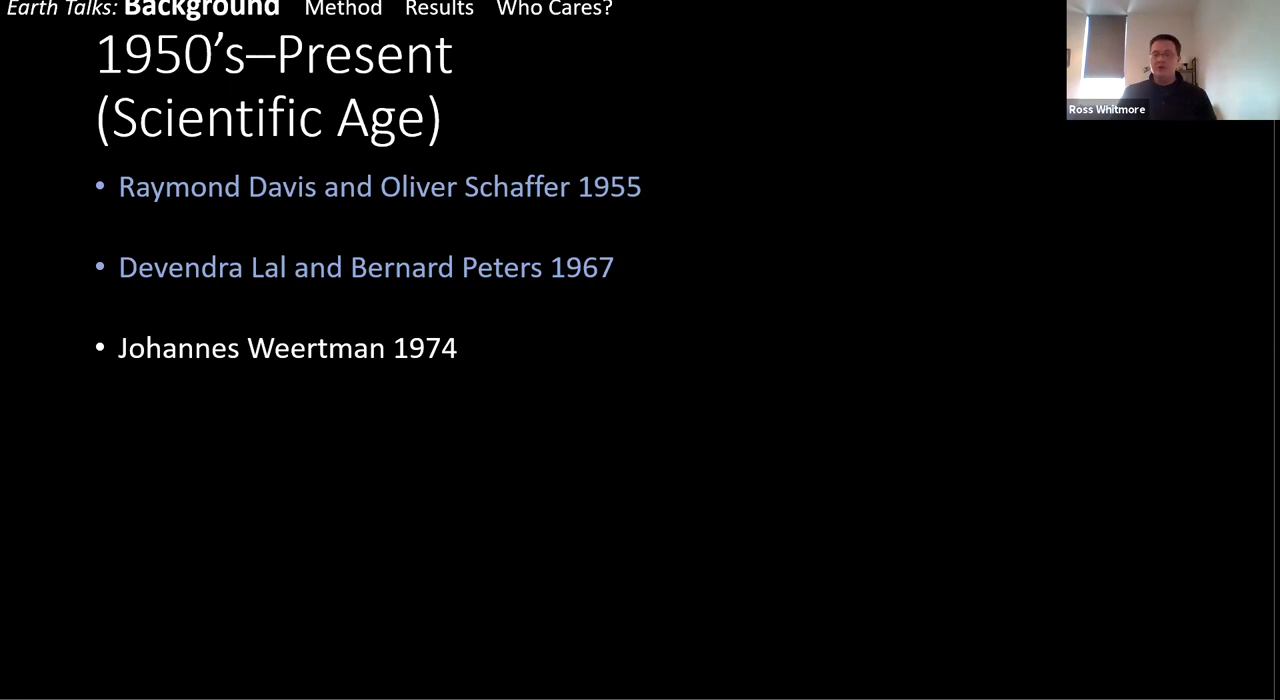 Earth Talks: Background Method Results Who Cares?
1950's–Present
(Scientific Age)
• Raymond Davis and Oliver Schaffer 1955
• Devendra Lal and Bernard Peters 1967
• Johannes Weertman 1974
Ross Whitmore